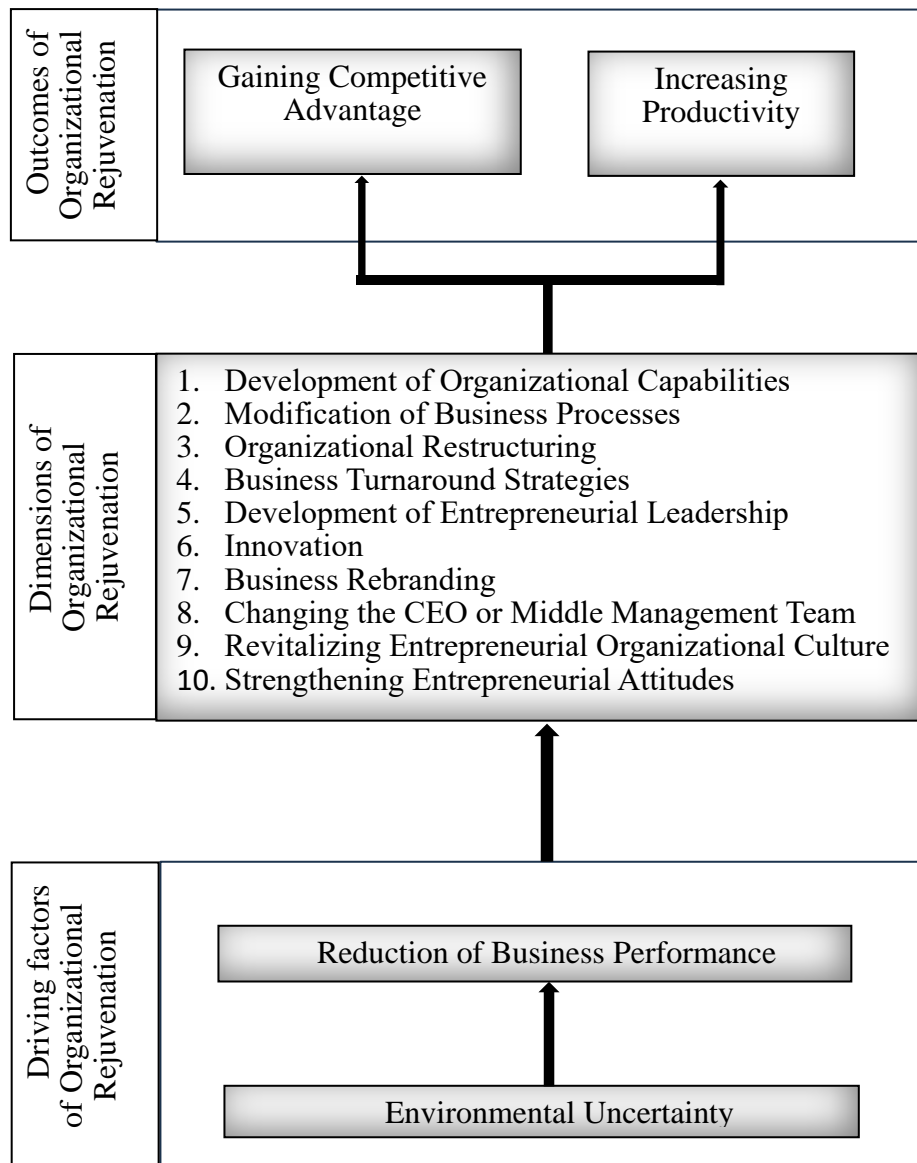 Outcomes of
Organizational
Rejuvenation
Gaining Competitive
Advantage
Increasing
Productivity
Dimensions of
Organizational
Rejuvenation
1. Development of Organizational Capabilities
2. Modification of Business Processes
3. Organizational Restructuring
4. Business Turnaround Strategies
5. Development of Entrepreneurial Leadership
6. Innovation
7. Business Rebranding
8. Changing the CEO or Middle Management Team
9. Revitalizing Entrepreneurial Organizational Culture
10. Strengthening Entrepreneurial Attitudes
Driving factors
of Organizational
Rejuvenation
Reduction of Business Performance
Environmental Uncertainty